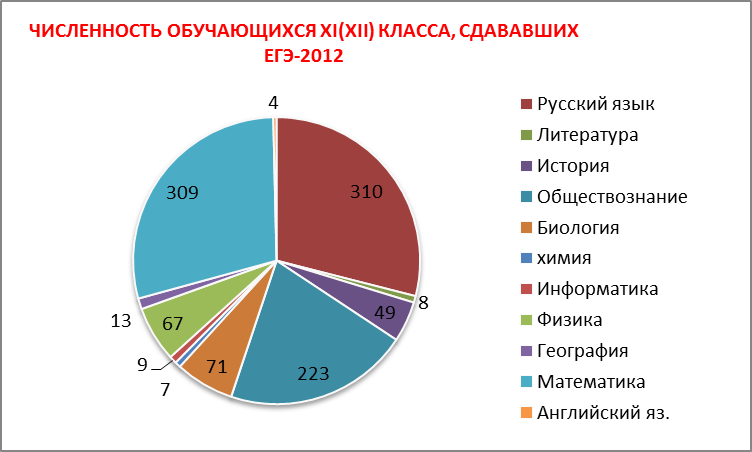 ЧИСЛЕННОСТЬ ОБУЧАЮЩИХСЯ XI(XII) КЛАССА, СДАВАВШИХ
ЕГЭ-2012
4
309
310
8
49
13
67
9
7
71
223
Русский язык
Литература
История
Обществознание
Биология
химия
Информатика
Физика
География
Математика
Английский яз.